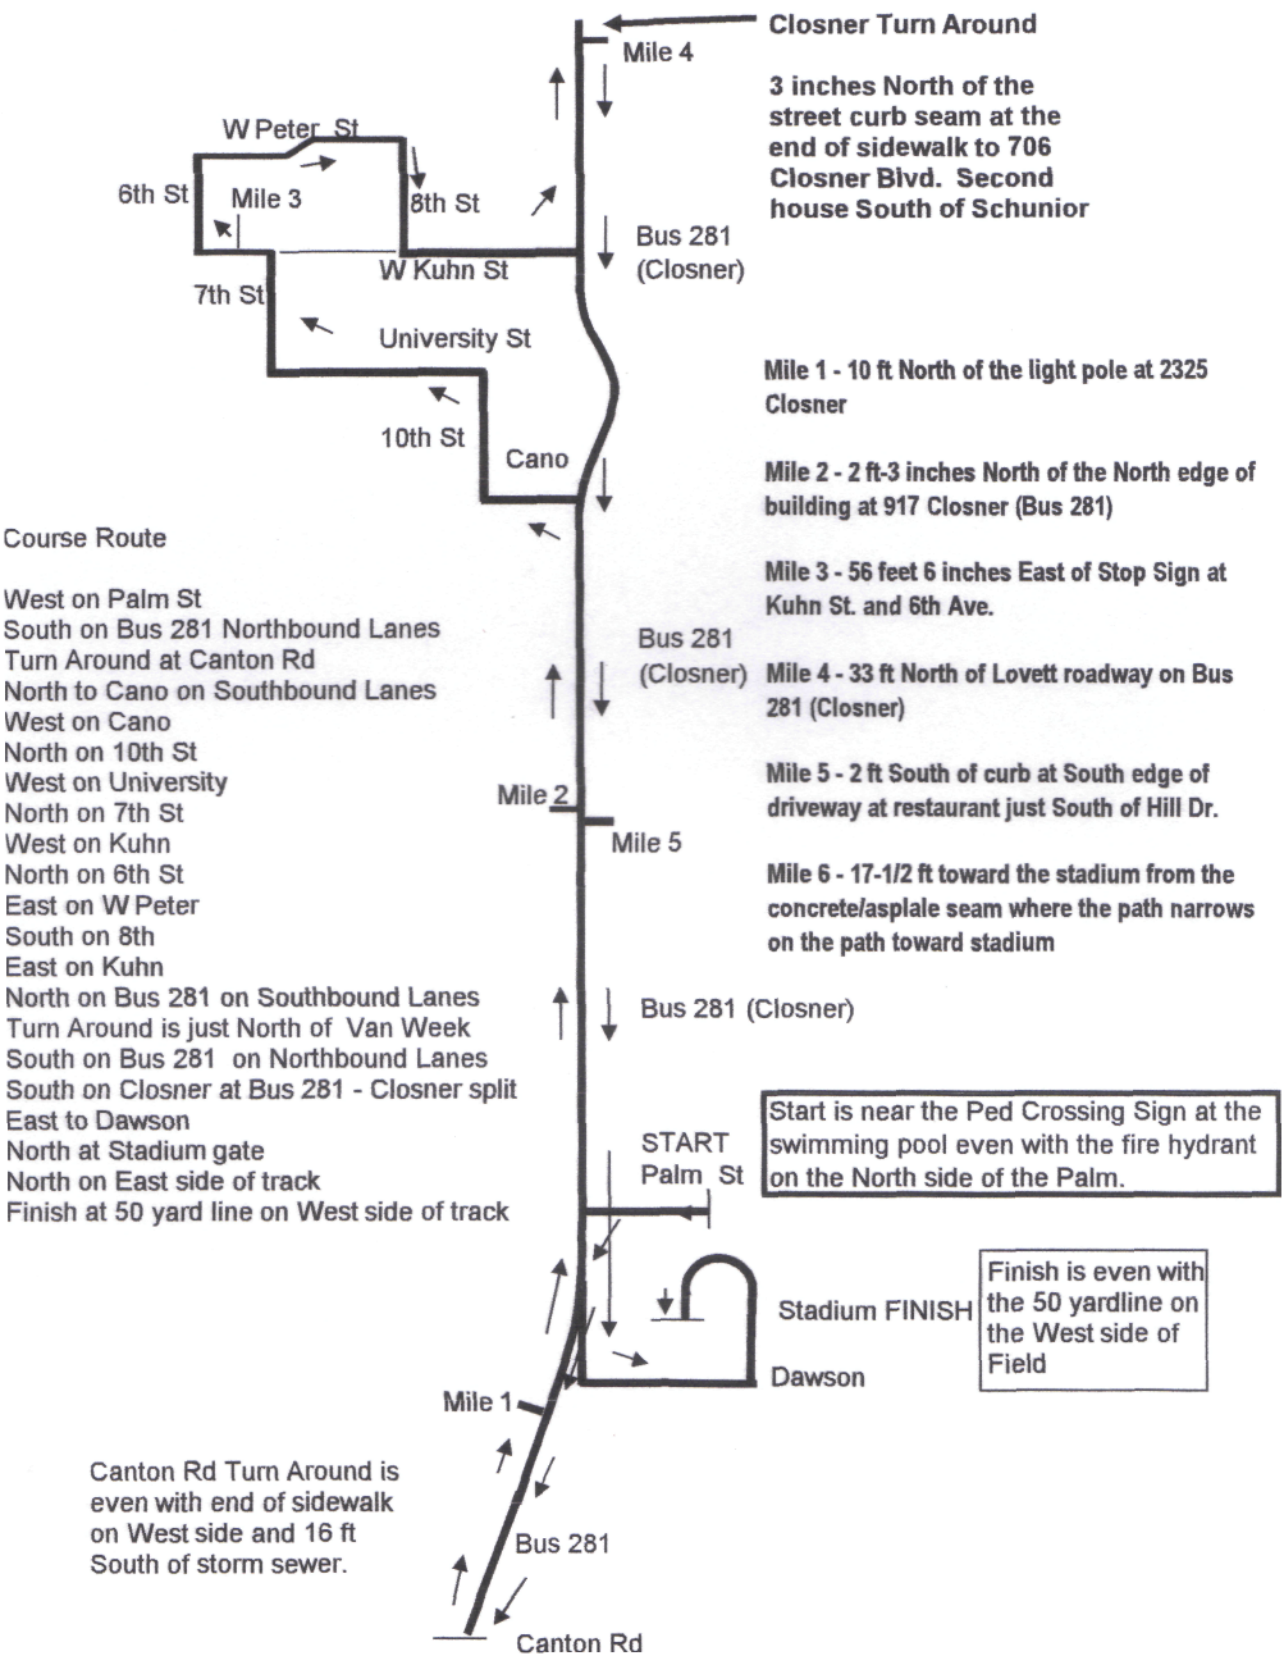 Closner Turn Around
Mile 4
3 inches North of the
street curb seam at the
end of sidewalk to 706
Closner Blvd.  Second
house South of Schunior
W Peter  St
6th St
Mile 3
8th St
Bus 281
(Closner)
W Kuhn St
7th St
University St
Mile 1 - 10 ft North of the light pole at 2325
Closner
10th St
Cano
Mile 2 - 2 ft-3 inches North of the North edge of
building at 917 Closner (Bus 281)
Mile 3 - 56 feet 6 inches East of Stop Sign at
Kuhn St. and 6th Ave.
Bus 281
(Closner)
Mile 4 - 33 ft North of Lovett roadway on Bus
281 (Closner)
Mile 5 - 2 ft South of curb at South edge of
driveway at restaurant just South of Hill Dr.
Mile 6 - 17-1/2 ft toward the stadium from the
concrete/asplale seam where the path narrows
on the path toward stadium
Course Route
West on Palm St
South on Bus 281 Northbound Lanes
Turn Around at Canton Rd
North to Cano on Southbound Lanes
West on Cano
North on 10th St
West on University
North on 7th St
West on Kuhn
North on 6th St
East on W Peter
South on 8th
East on Kuhn
North on Bus 281 on Southbound Lanes
Turn Around is just North of  Van Week
South on Bus 281  on Northbound Lanes
South on Closner at Bus 281 - Closner split
East to Dawson
North at Stadium gate
North on East side of track
Finish at 50 yard line on West side of track
Mile 2
Mile 5
Bus 281 (Closner)
START
Palm  St
Start is near the Ped Crossing Sign at the
swimming pool even with the fire hydrant
on the North side of the Palm.
Stadium FINISH
Finish is even with
the 50 yardline on
the West side of
Field
Dawson
Mile 1
Canton Rd Turn Around is
even with end of sidewalk
on West side and 16 ft
South of storm sewer.
Bus 281
Canton Rd